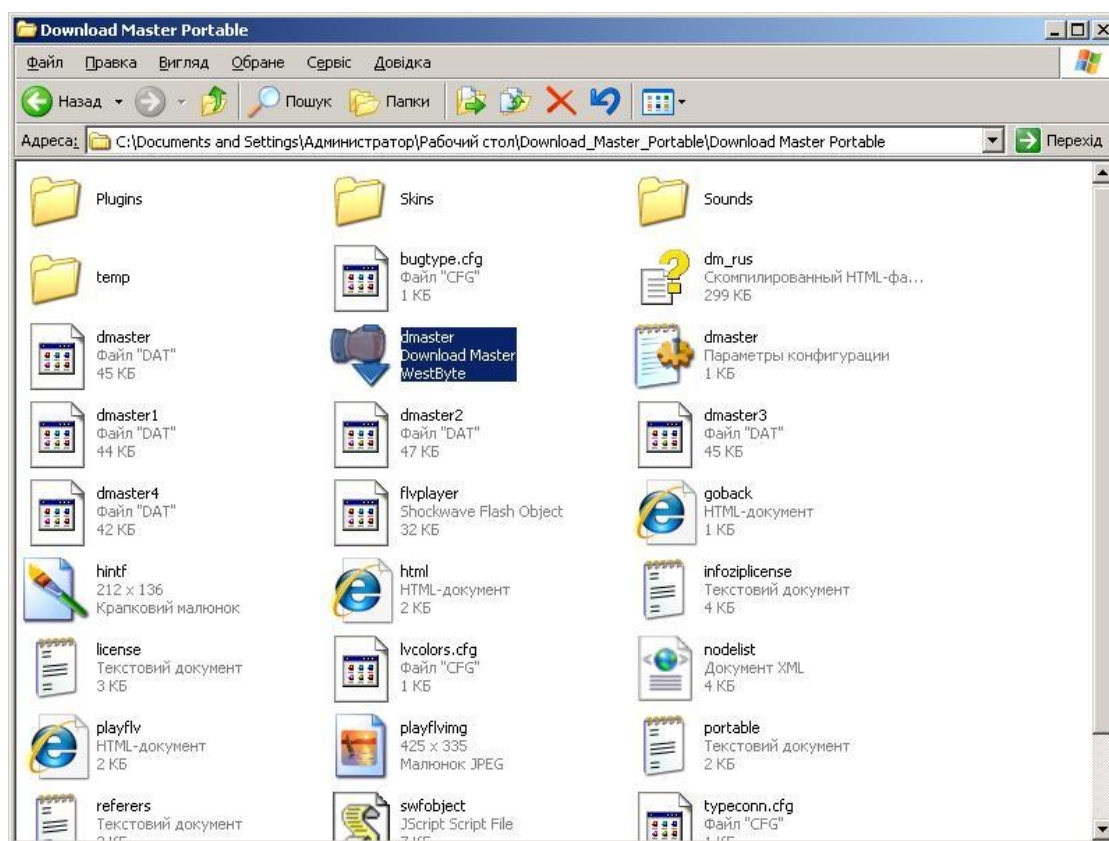 Download Master Portable
Файл Правка Вигляд Обране Сервіс Довідка
Назад Пошук Папки
Адреса: C:\Documents and Settings\Администратор\Рабочий стол\Download_Master_Portable\Download Master Portable Перехід
Plugins
Skins
Sounds
temp
bugtype.cfg
Файл "CFG"
1 КБ
dm_rus
Скомпилированный HTML-фа...
299 КБ
dmaster
Файл "DAT"
45 КБ
dmaster
Download Master
WestByte
dmaster
Параметры конфигурации
1 КБ
dmaster1
Файл "DAT"
44 КБ
dmaster2
Файл "DAT"
47 КБ
dmaster3
Файл "DAT"
45 КБ
dmaster4
Файл "DAT"
42 КБ
flvplayer
Shockwave Flash Object
32 КБ
goback
HTML-документ
1 КБ
hintf
212 x 136
Крапковий малюнок
html
HTML-документ
2 КБ
infoziplicense
Текстовий документ
4 КБ
license
Текстовий документ
3 КБ
lvcolors.cfg
Файл "CFG"
1 КБ
nodelist
Документ XML
4 КБ
playflv
HTML-документ
2 КБ
playflvimg
425 x 335
Малюнок JPEG
portable
Текстовий документ
2 КБ
referers
Текстовий документ
swfobject
JScript Script File
typeconn.cfg
Файл "CFG"